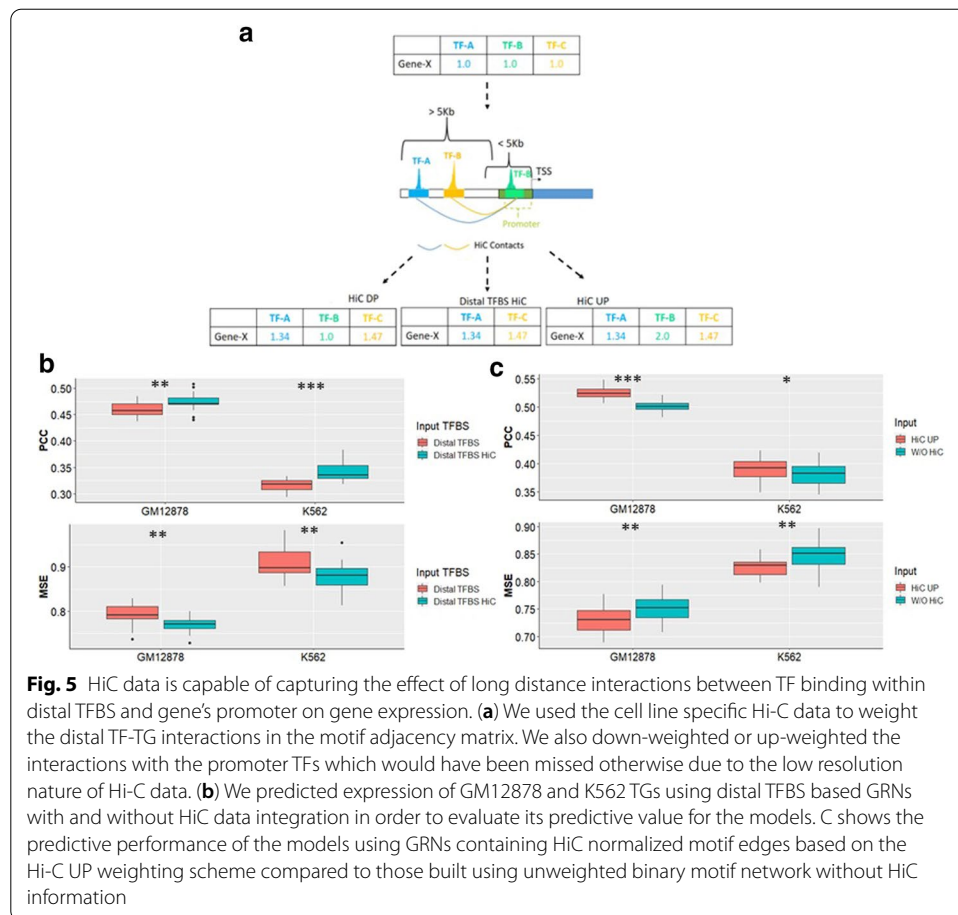 a
TF-A TF-B TF-C
Gene-X 1.0 1.0 1.0
> 5Kb
< 5Kb
TF-A TF-B TF-B TSS
Promoter
HiC Contacts
HiC DP Distal TFBS HiC HiC UP
TF-A TF-B TF-C TF-A TF-C TF-A TF-B TF-C
Gene-X 1.34 1.0 1.47 Gene-X 1.34 1.47 Gene-X 1.34 2.0 1.47
b
** ***
0.50
0.45
0.40
0.35
0.30
PCC
GM12878 K562
Input TFBS
Distal TFBS
Distal TFBS HiC
** **
0.9
0.8
MSE
GM12878 K562
Input TFBS
Distal TFBS
Distal TFBS HiC
c
*** *
0.55
0.50
0.45
0.40
0.35
PCC
GM12878 K562
Input
HiC UP
W/O HiC
** **
0.90
0.85
0.80
0.75
0.70
MSE
GM12878 K562
Input
HiC UP
W/O HiC
Fig. 5 HiC data is capable of capturing the effect of long distance interactions between TF binding within
distal TFBS and gene's promoter on gene expression. (a) We used the cell line specific Hi-C data to weight
the distal TF-TG interactions in the motif adjacency matrix. We also down-weighted or up-weighted the
interactions with the promoter TFs which would have been missed otherwise due to the low resolution
nature of Hi-C data. (b) We predicted expression of GM12878 and K562 TGs using distal TFBS based GRNs
with and without HiC data integration in order to evaluate its predictive value for the models. C shows the
predictive performance of the models using GRNs containing HiC normalized motif edges based on the
Hi-C UP weighting scheme compared to those built using unweighted binary motif network without HiC
information